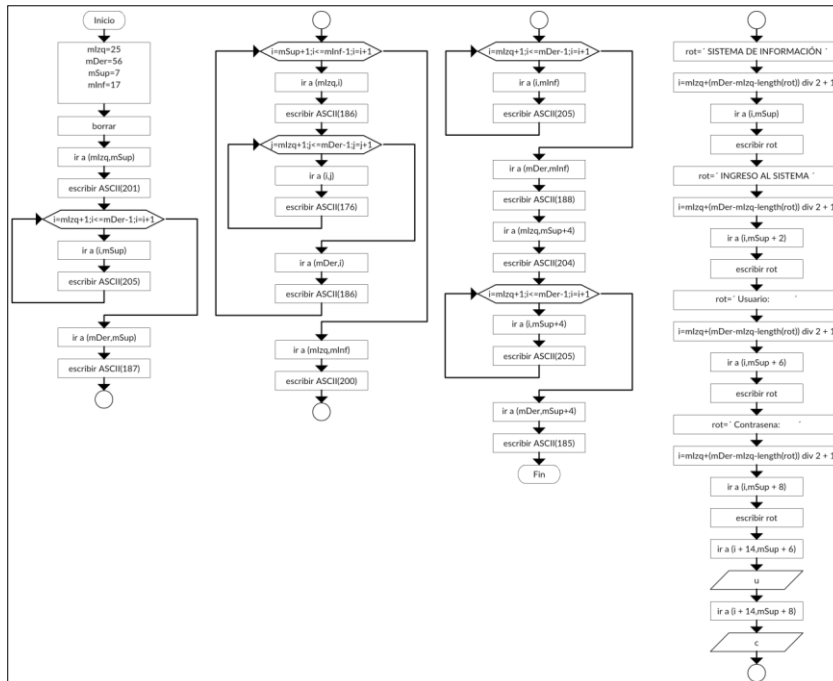 Inicio
mIzq=25
mDer=56
mSup=7
mInf=17
borrar
ir a (mIzq,mSup)
escribir ASCII(201)
i=mIzq+1;i<=mDer-1;i=i+1
ir a (i,mSup)
escribir ASCII(205)
ir a (mDer,mSup)
escribir ASCII(187)
i=mSup+1;i<=mInf-1;i=i+1
ir a (mIzq,i)
escribir ASCII(186)
j=mIzq+1;j<=mDer-1;j=j+1
ir a (i,j)
escribir ASCII(176)
ir a (mDer,i)
escribir ASCII(186)
ir a (mIzq,mInf)
escribir ASCII(200)
i=mIzq+1;i<=mDer-1;i=i+1
ir a (i,mInf)
escribir ASCII(205)
ir a (mDer,mInf)
escribir ASCII(188)
ir a (mIzq,mSup+4)
escribir ASCII(204)
i=mIzq+1;i<=mDer-1;i=i+1
ir a (i,mSup+4)
escribir ASCII(205)
ir a (mDer,mSup+4)
escribir ASCII(185)
Fin
rot=´ SISTEMA DE INFORMACIÓN ´
i=mIzq+(mDer-mIzq-length(rot)) div 2 + 1
ir a (i,mSup)
escribir rot
rot=´ INGRESO AL SISTEMA ´
i=mIzq+(mDer-mIzq-length(rot)) div 2 + 1
ir a (i,mSup + 2)
escribir rot
rot=´ Usuario: ´
i=mIzq+(mDer-mIzq-length(rot)) div 2 + 1
ir a (i,mSup + 6)
escribir rot
rot=´ Contrasena: ´
i=mIzq+(mDer-mIzq-length(rot)) div 2 + 1
ir a (i,mSup + 8)
escribir rot
ir a (i + 14,mSup + 6)
u
ir a (i + 14,mSup + 8)
c